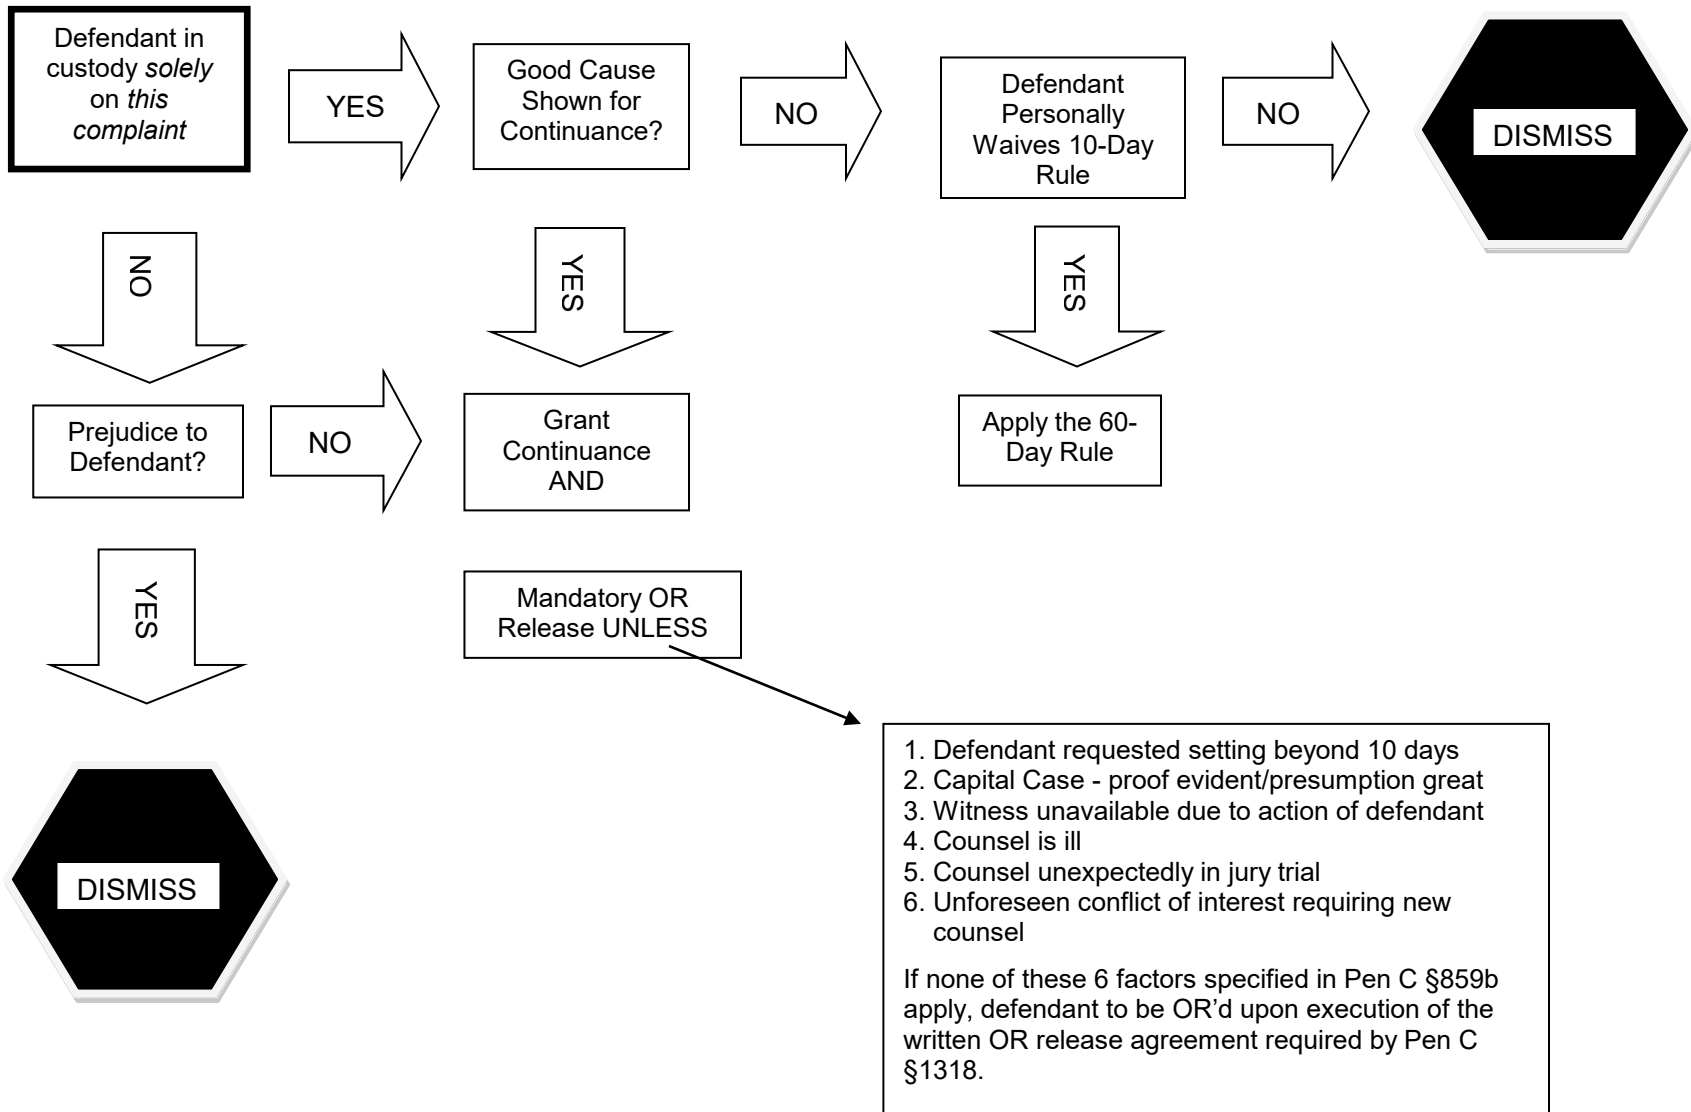 Defendant in
custody solely
on this
complaint
YES
Good Cause
Shown for
Continuance?
NO
Defendant
Personally
Waives 10-Day
Rule
NO
DISMISS
NO
YES
YES
Prejudice to
Defendant?
NO
Grant
Continuance
AND
Apply the 60-
Day Rule
YES
Mandatory OR
Release UNLESS
DISMISS
1. Defendant requested setting beyond 10 days
2. Capital Case - proof evident/presumption great
3. Witness unavailable due to action of defendant
4. Counsel is ill
5. Counsel unexpectedly in jury trial
6. Unforeseen conflict of interest requiring new
counsel
If none of these 6 factors specified in Pen C §859b
apply, defendant to be OR’d upon execution of the
written OR release agreement required by Pen C
§1318.